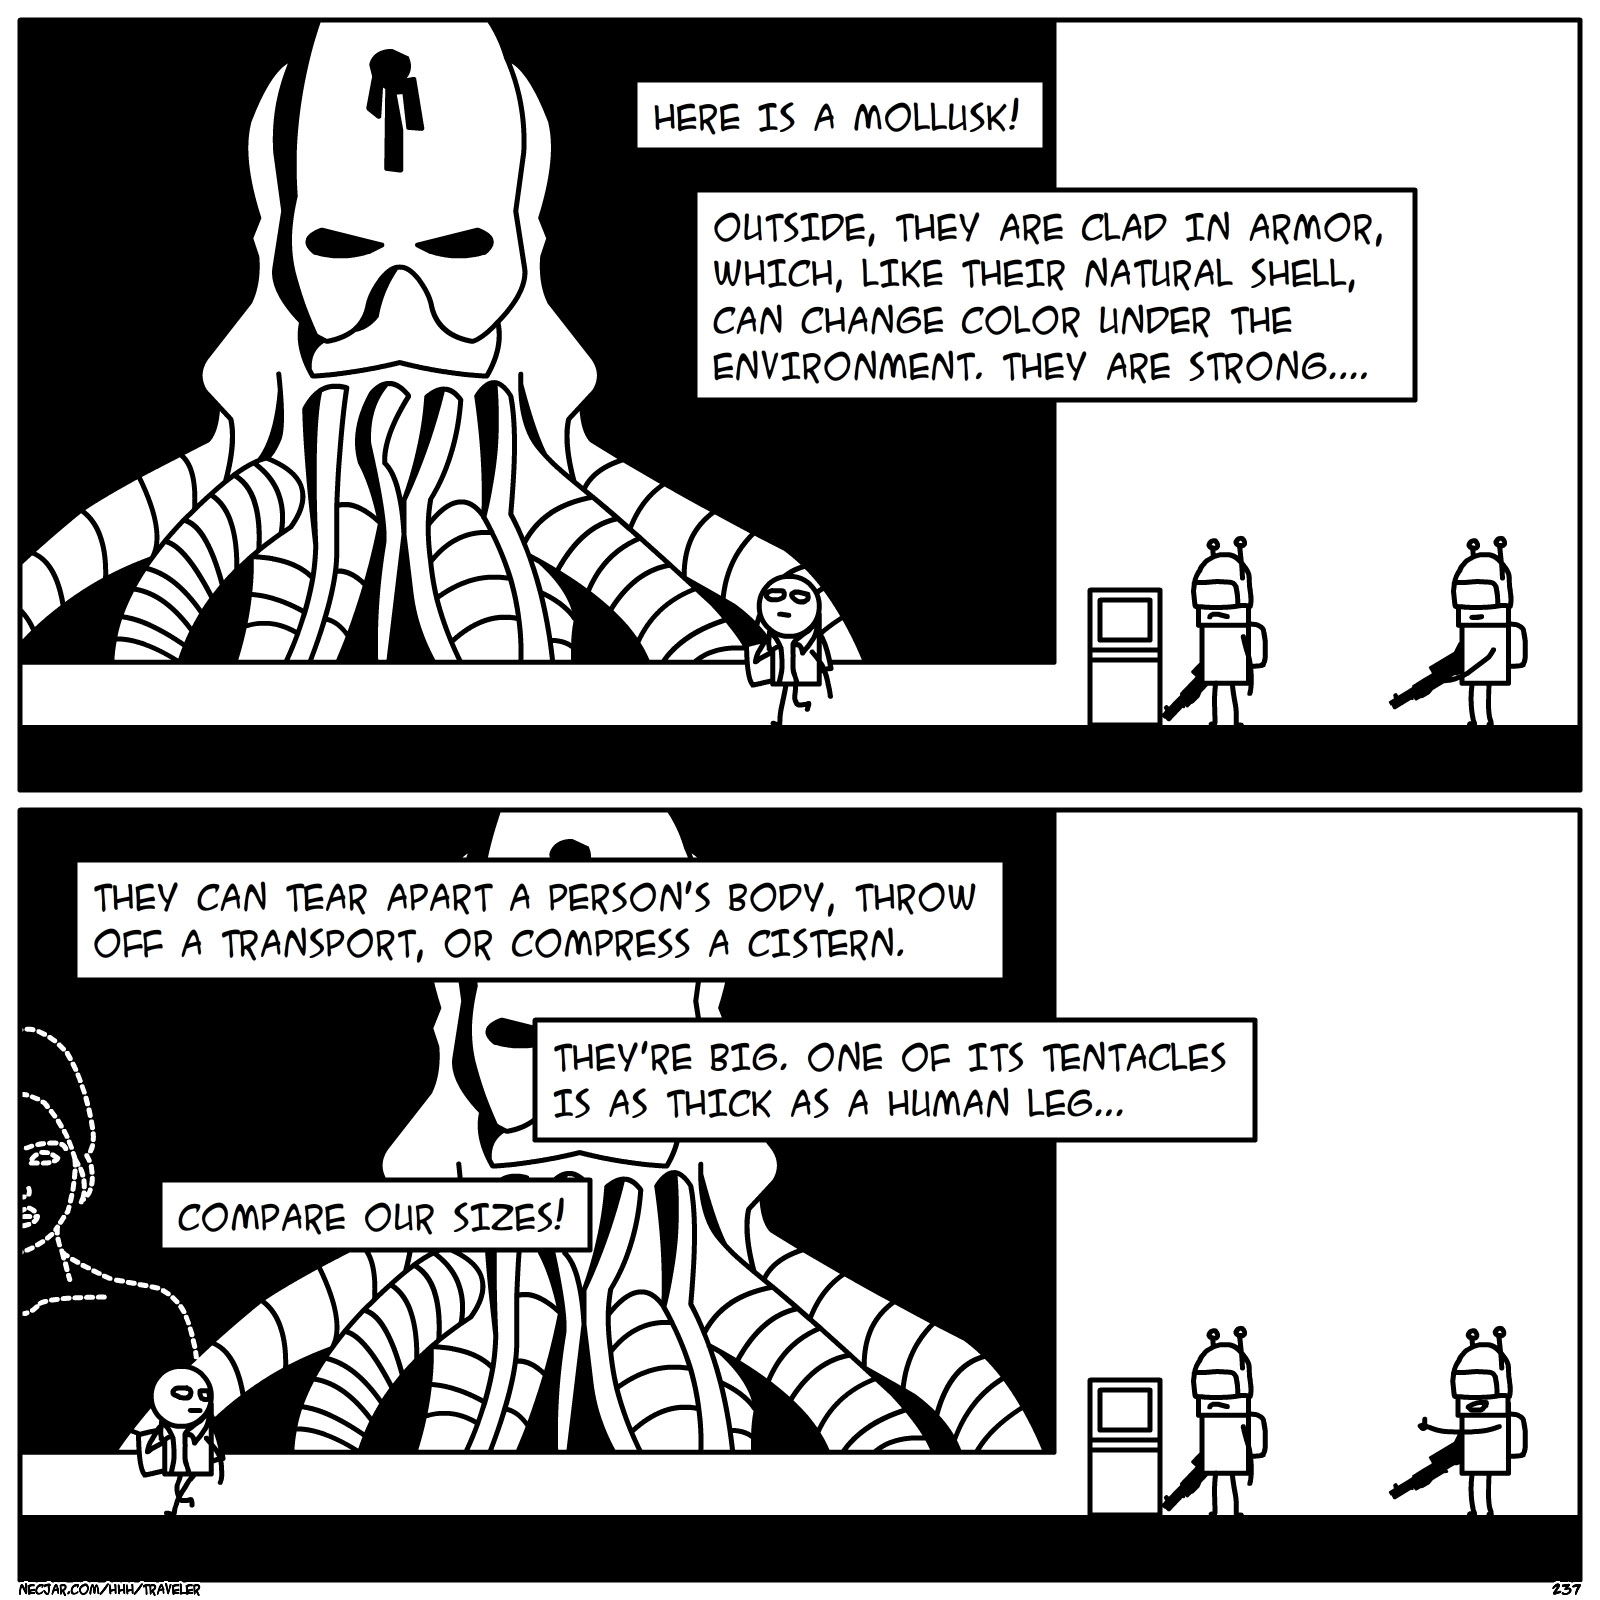 HERE IS A MOLLUSK!
OUTSIDE, THEY ARE CLAD IN ARMOR,
WHICH, LIKE THEIR NATURAL SHELL,
CAN CHANGE COLOR UNDER THE
ENVIRONMENT. THEY ARE STRONG....
THEY CAN TEAR APART A PERSON'S BODY, THROW
OFF A TRANSPORT, OR COMPRESS A CISTERN.
THEY'RE BIG. ONE OF ITS TENTACLES
IS AS THICK AS A HUMAN LEG...
COMPARE OUR SIZES!
NECJAR.COM/HHH/TRAVELER
237